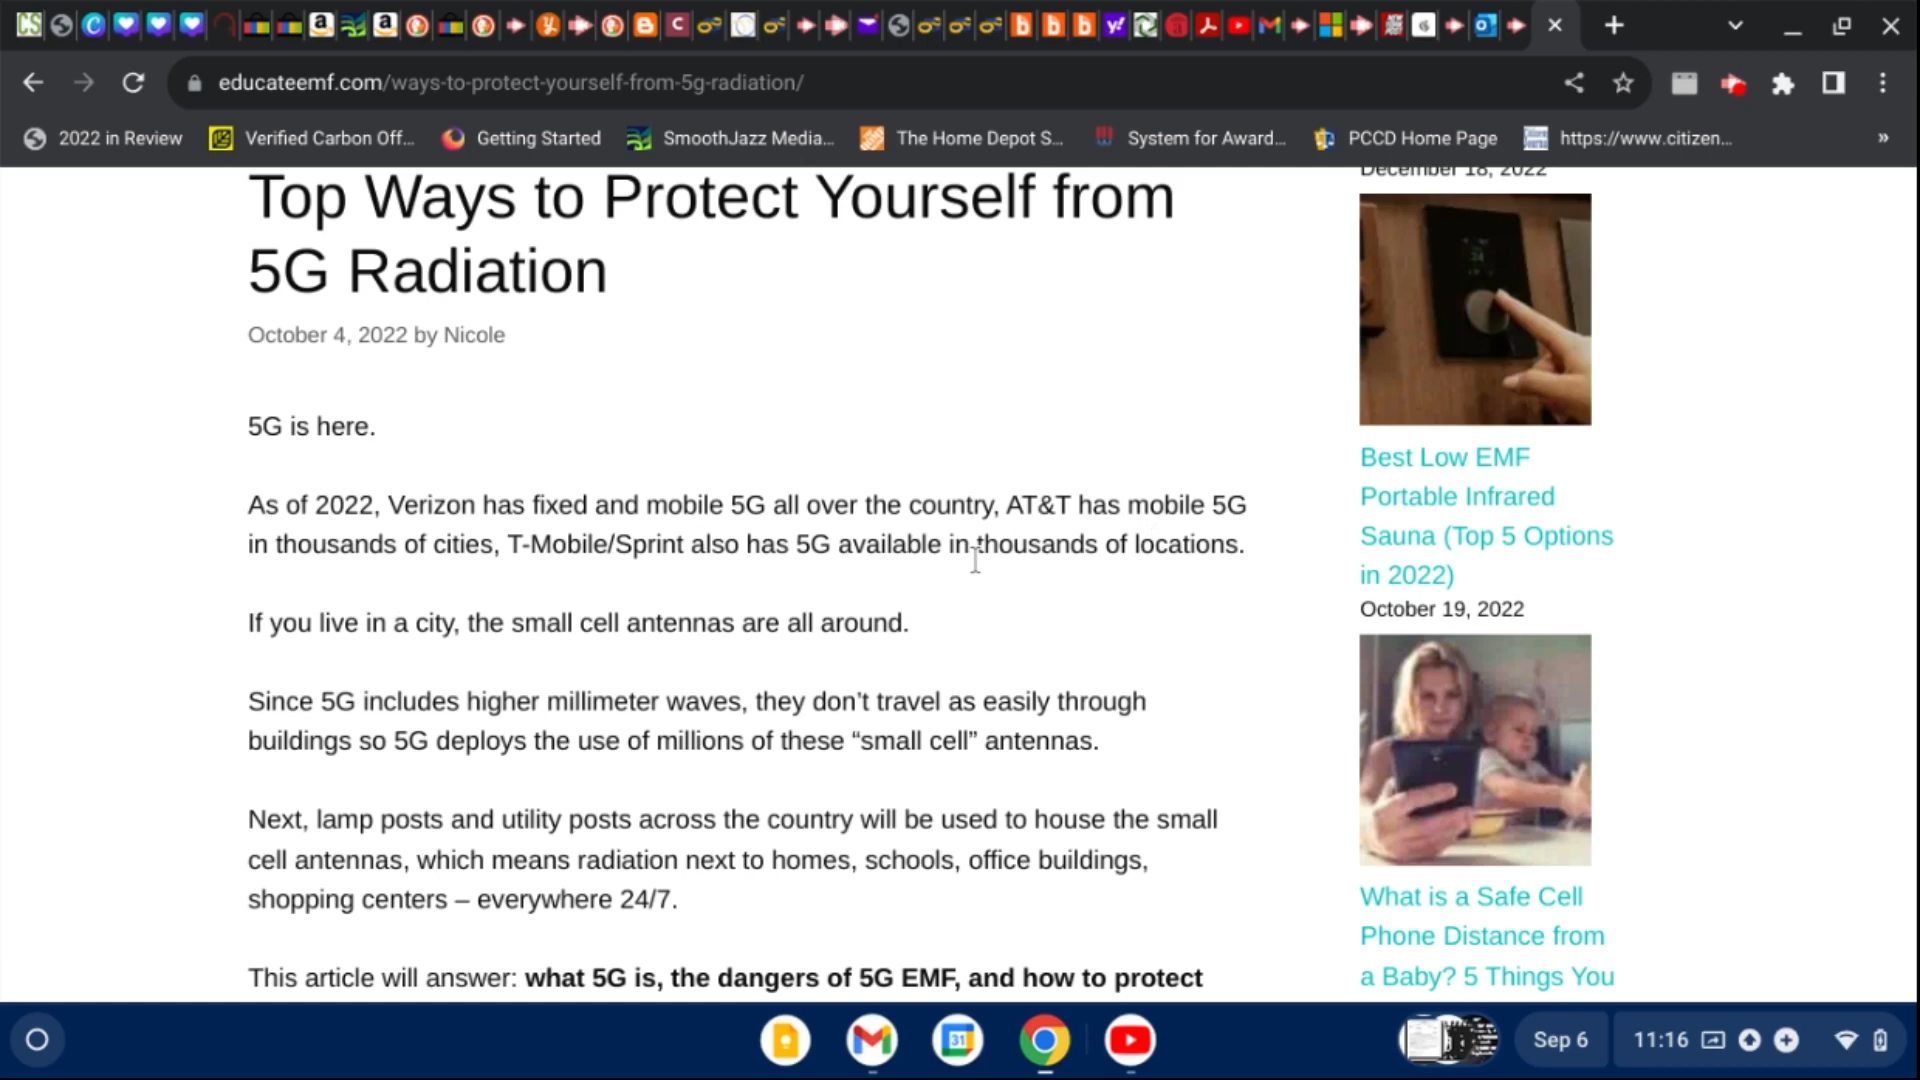 educateemf.com/ways-to-protect-yourself-from-5g-radiation/
2022 in Review
Verified Carbon Off...
Getting Started
SmoothJazz Media...
The Home Depot S...
System for Award...
PCCD Home Page
https://www.citizen...
»
Top Ways to Protect Yourself from
5G Radiation
October 4, 2022 by Nicole
5G is here.
As of 2022, Verizon has fixed and mobile 5G all over the country, AT&T has mobile 5G
in thousands of cities, T-Mobile/Sprint also has 5G available in thousands of locations.
If you live in a city, the small cell antennas are all around.
Since 5G includes higher millimeter waves, they don’t travel as easily through
buildings so 5G deploys the use of millions of these “small cell” antennas.
Next, lamp posts and utility posts across the country will be used to house the small
cell antennas, which means radiation next to homes, schools, office buildings,
shopping centers – everywhere 24/7.
This article will answer: what 5G is, the dangers of 5G EMF, and how to protect
December 18, 2022
Best Low EMF
Portable Infrared
Sauna (Top 5 Options
in 2022)
October 19, 2022
What is a Safe Cell
Phone Distance from
a Baby? 5 Things You
31
Sep 6
11:16